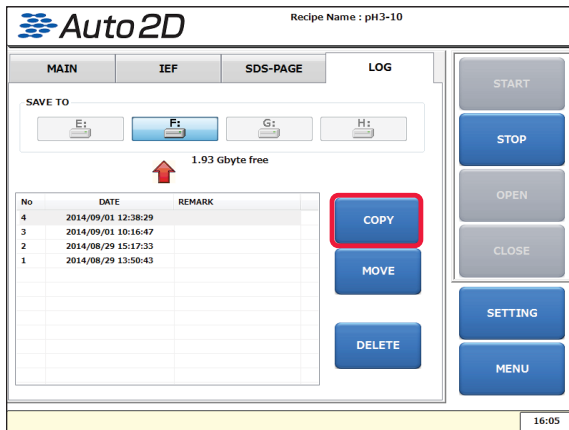 Auto2D
Recipe Name : pH3-10
MAIN
IEF
SDS-PAGE
LOG
SAVE TO
E:
F:
G:
H:
1.93 Gbyte free
No DATE REMARK
4 2014/09/01 12:38:29
3 2014/09/01 10:16:47
2 2014/08/29 15:17:33
1 2014/08/29 13:50:43
COPY
MOVE
DELETE
START
STOP
OPEN
CLOSE
SETTING
MENU
16:05